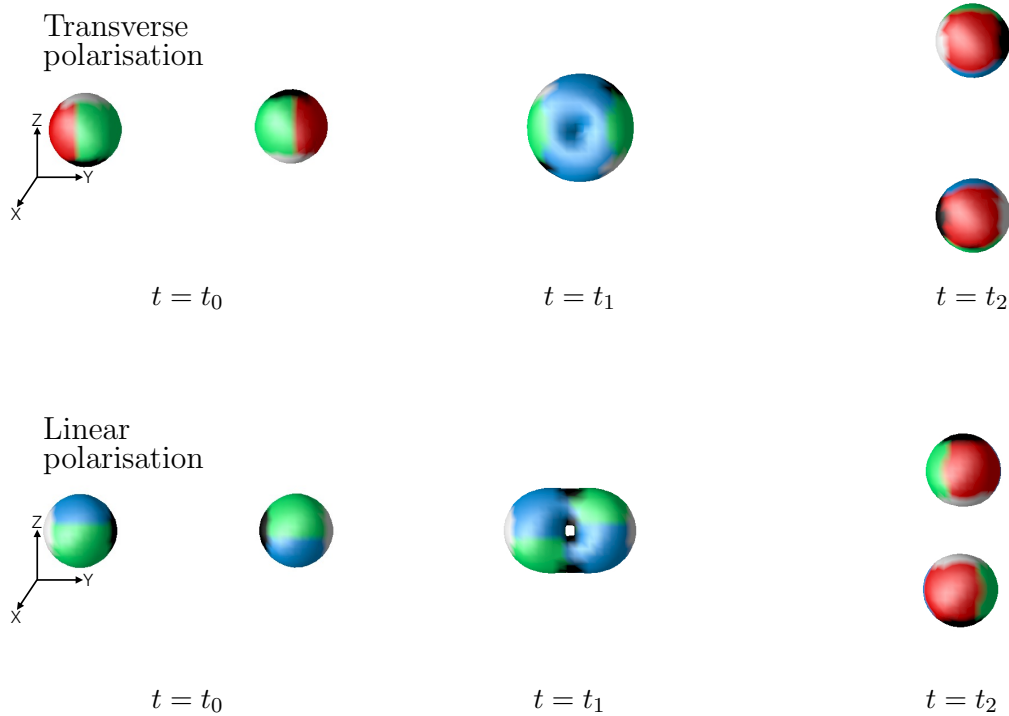 Transverse
polarisation
Z
Y
X
t = t₀
t = t₁
t = t₂
Linear
polarisation
Z
Y
X
t = t₀
t = t₁
t = t₂